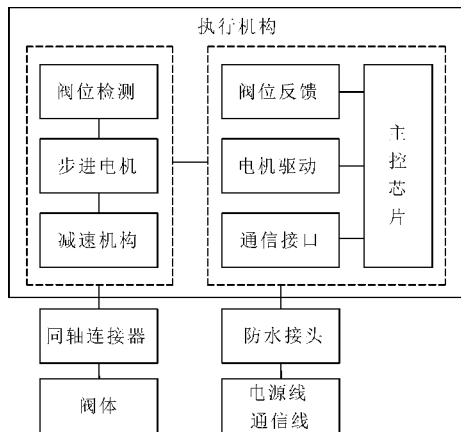 执行机构
阀位检测
步进电机
减速机构
阀位反馈
电机驱动
通信接口
主
控
芯
片
同轴连接器
阀体
防水接头
电源线
通信线